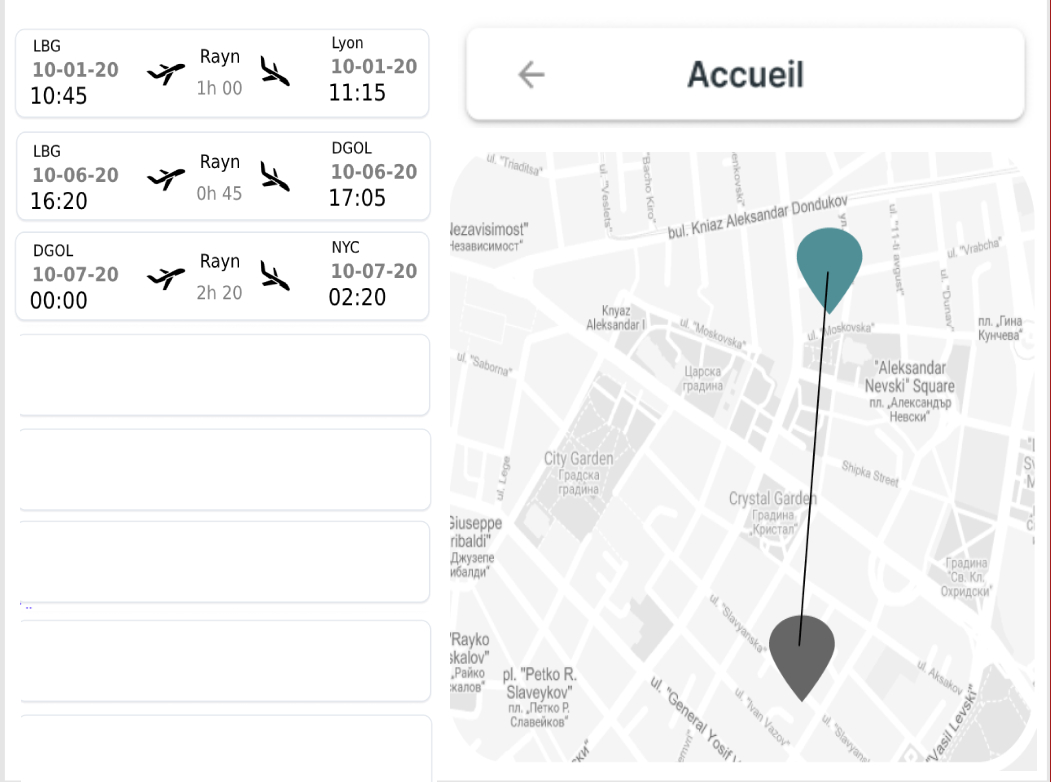 LBG
10-01-20
10:45
Rayn
1h 00
Lyon
10-01-20
11:15
LBG
10-06-20
16:20
Rayn
0h 45
DGOL
10-06-20
17:05
DGOL
10-07-20
00:00
Rayn
2h 20
NYC
10-07-20
02:20
Accueil
ul. "Triaditsa"
ul. "Veslets"
"Bacho Kiro"
enkovski"
bul. Kniaz Aleksandar Dondukov
ул.
ul. "11-ti avgust"
ul. "Vrabcha"
ul. "Dunav"
Nezavisimost"
Независимост"
Knyaz
Aleksandar I
ul. "Moskovska"
ul. "Moskovska"
пл. „Гина
Кунчева"
ul. "Saborna"
Царска
градина
"Aleksandar
Nevski" Square
пл. „Александър
Невски"
ul. Lege
City Garden
Градска
градина
Shipka Street
Crystal Garden
Градина
„Кристал"
Giuseppe
ribaldi"
Джузепе
ибалди"
Градина
"Св. Кл.
Охридски"
ul. "Slavyanska"
"Rayko
skalov"
„Райко
калов"
pl. "Petko R.
Slaveykov"
пл. „Петко Р.
Славейков"
ul. "General Yosif V
ul. "Ivan Vazov"
ul. "Slavyans
ul. Aksakov
"Vasil Levski"